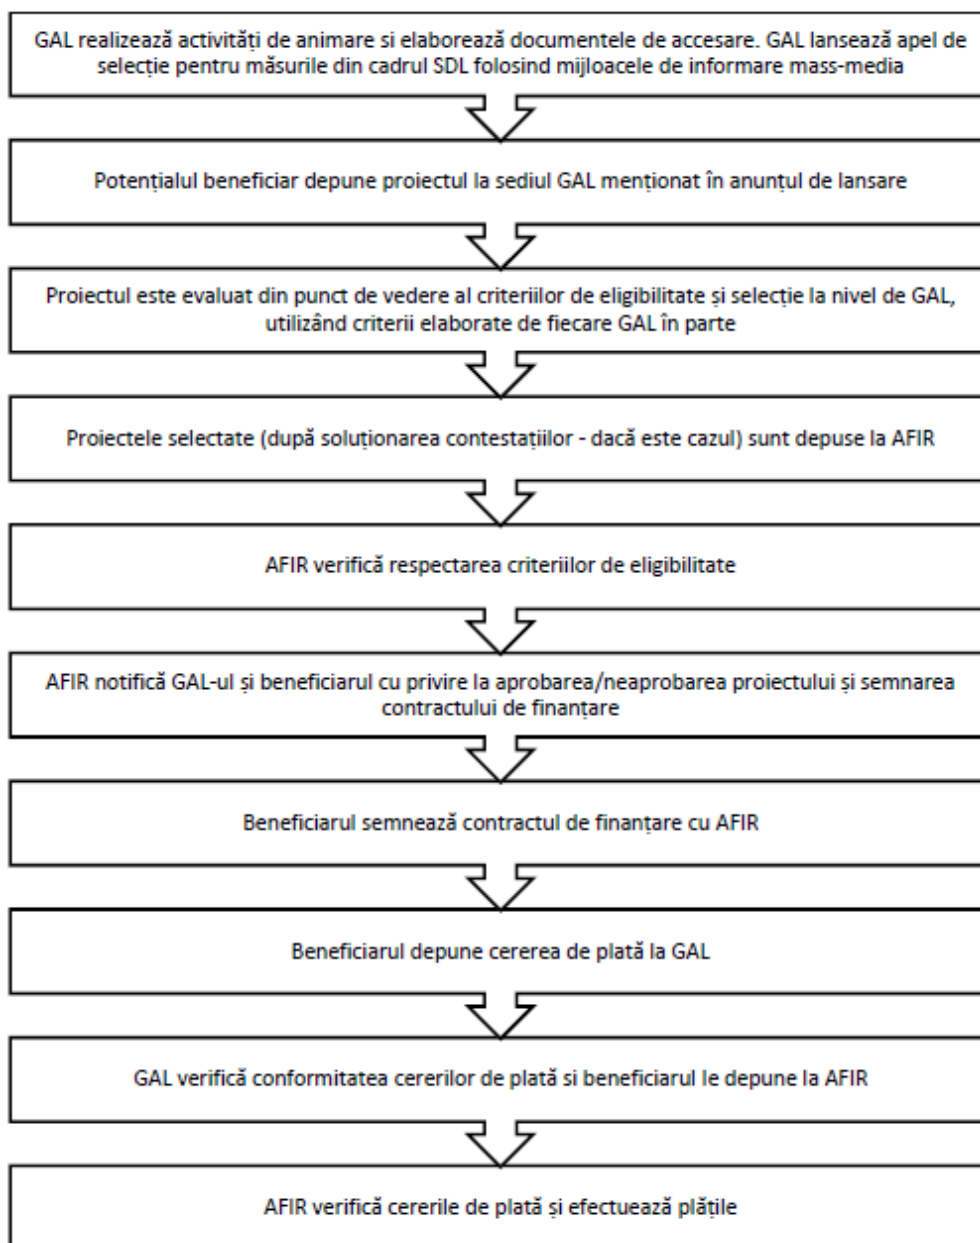 GAL realizează activități de animare si elaborează documentele de accesare. GAL lansează apel de
selecție pentru măsurile din cadrul SDL folosind mijloacele de informare mass-media
Potențialul beneficiar depune proiectul la sediul GAL menționat în anunțul de lansare
Proiectul este evaluat din punct de vedere al criteriilor de eligibilitate și selecție la nivel de GAL,
utilizând criterii elaborate de fiecare GAL în parte
Proiectele selectate (după soluționarea contestațiilor - dacă este cazul) sunt depuse la AFIR
AFIR verifică respectarea criteriilor de eligibilitate
AFIR notifică GAL-ul și beneficiarul cu privire la aprobarea/neaprobarea proiectului și semnarea
contractului de finanțare
Beneficiarul semnează contractul de finanțare cu AFIR
Beneficiarul depune cererea de plată la GAL
GAL verifică conformitatea cererilor de plată si beneficiarul le depune la AFIR
AFIR verifică cererile de plată și efectuează plățile